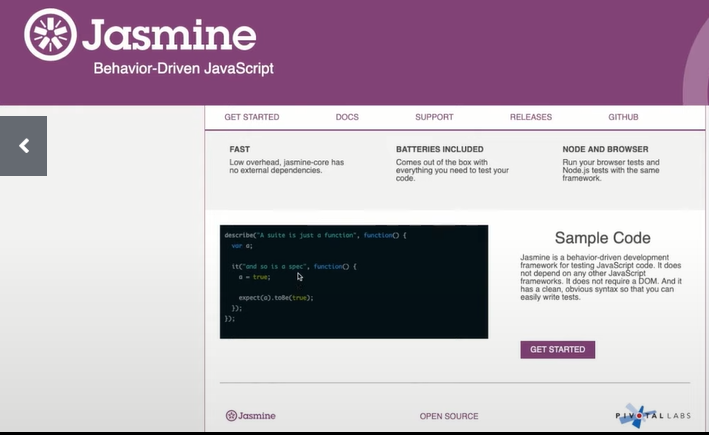 Jasmine
Behavior-Driven JavaScript
GET STARTED DOCS SUPPORT RELEASES GITHUB
FAST
Low overhead, jasmine-core has
no external dependencies.
BATTERIES INCLUDED
Comes out of the box with
everything you need to test your
code.
NODE AND BROWSER
Run your browser tests and
Node.js tests with the same
framework.
describe("A suite is just a function", function() {
var a;
it("and so is a spec", function() {
a = true;
expect(a).toBe(true);
});
});
Sample Code
Jasmine is a behavior-driven development
framework for testing JavaScript code. It does
not depend on any other JavaScript
frameworks. It does not require a DOM. And it
has a clean, obvious syntax so that you can
easily write tests.
GET STARTED
Jasmine
OPEN SOURCE
PIVOTAL LABS